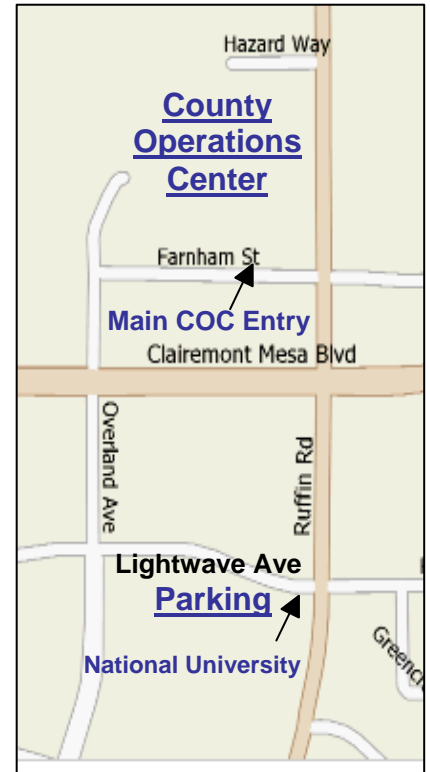 Hazard Way
County
Operations
Center
Farnham St
Main COC Entry
Clairemont Mesa Blvd
Overland Ave
Ruffin Rd
Lightwave Ave
Parking
National University